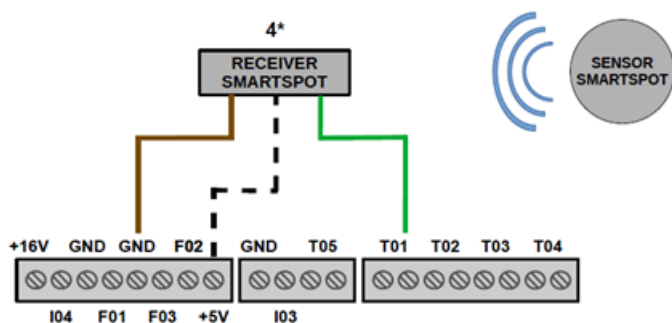 4*
RECEIVER
SMARTSPOT
SENSOR
SMARTSPOT
+16V GND GND F02 GND T05 T01 T02 T03 T04
I04 F01 F03 +5V I03